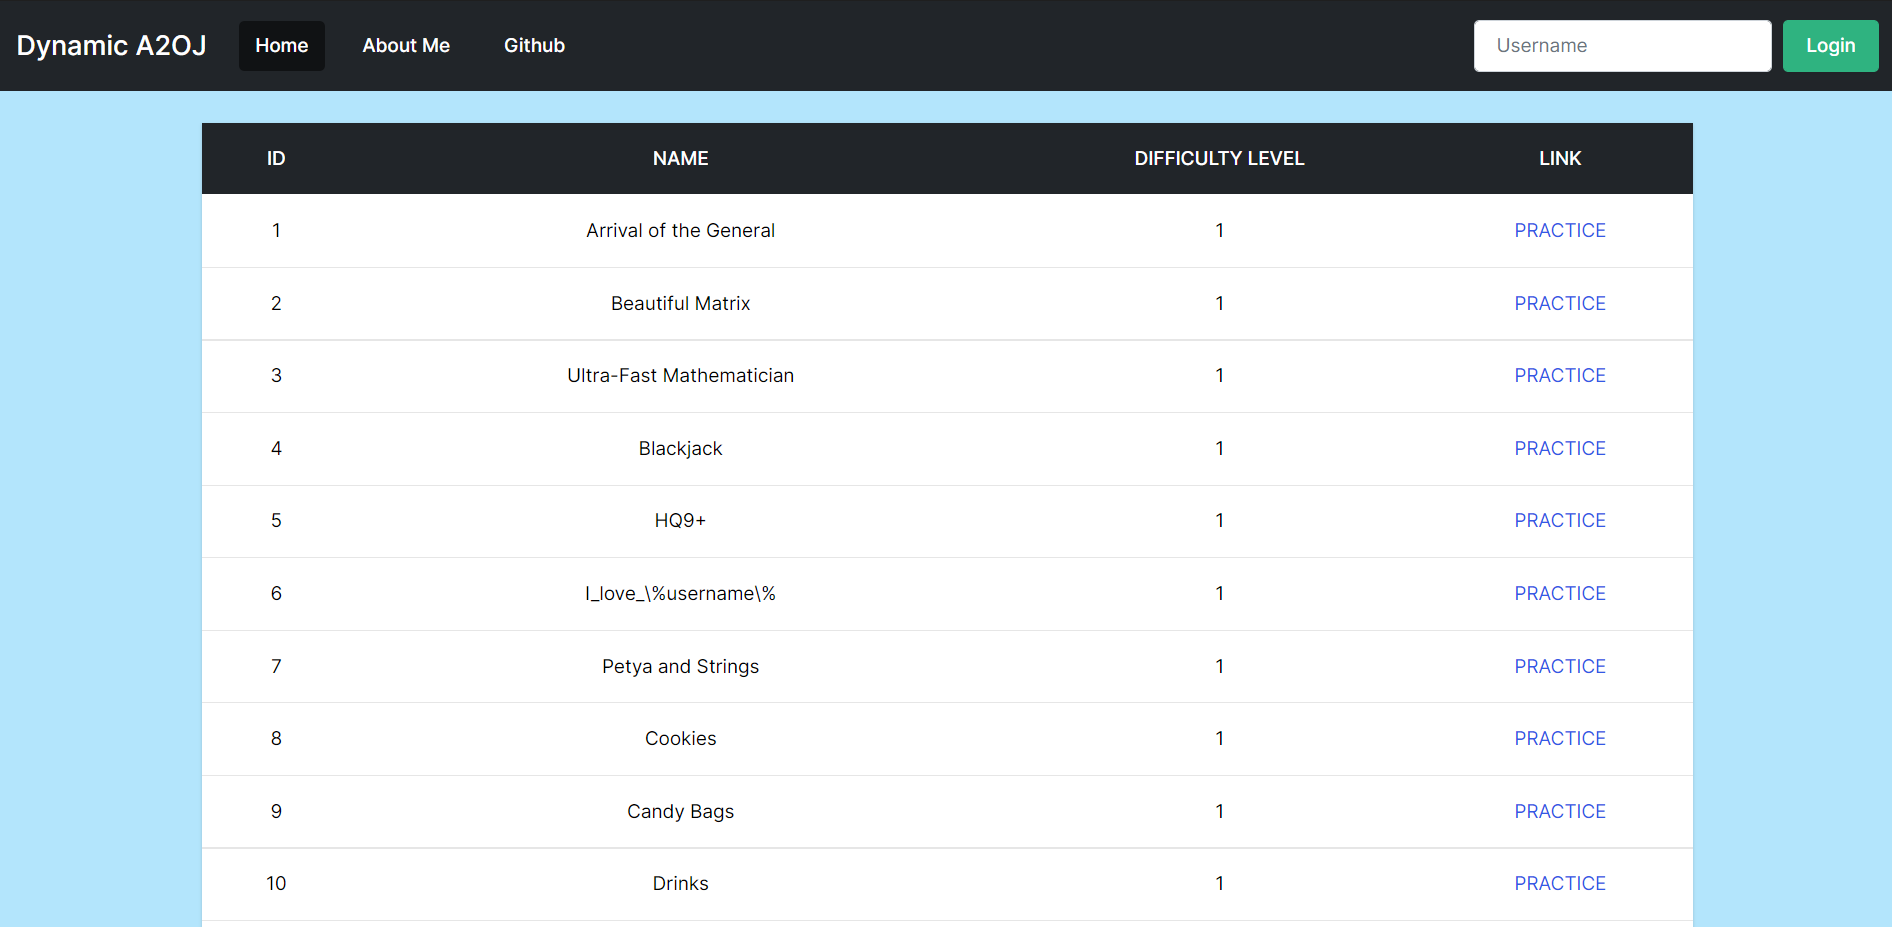 Dynamic A2OJ Home About Me Github Username Login
ID NAME DIFFICULTY LEVEL LINK
1 Arrival of the General 1 PRACTICE
2 Beautiful Matrix 1 PRACTICE
3 Ultra-Fast Mathematician 1 PRACTICE
4 Blackjack 1 PRACTICE
5 HQ9+ 1 PRACTICE
6 I_love_\%username\% 1 PRACTICE
7 Petya and Strings 1 PRACTICE
8 Cookies 1 PRACTICE
9 Candy Bags 1 PRACTICE
10 Drinks 1 PRACTICE